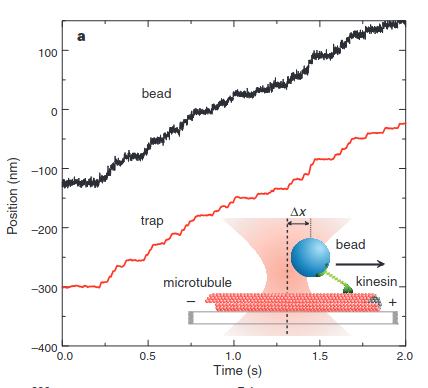 a
100
0
−100
−200
−300
−400
Position (nm)
bead
trap
Δx
bead
microtubule
kinesin
−
+
0.0
0.5
1.0
1.5
2.0
Time (s)